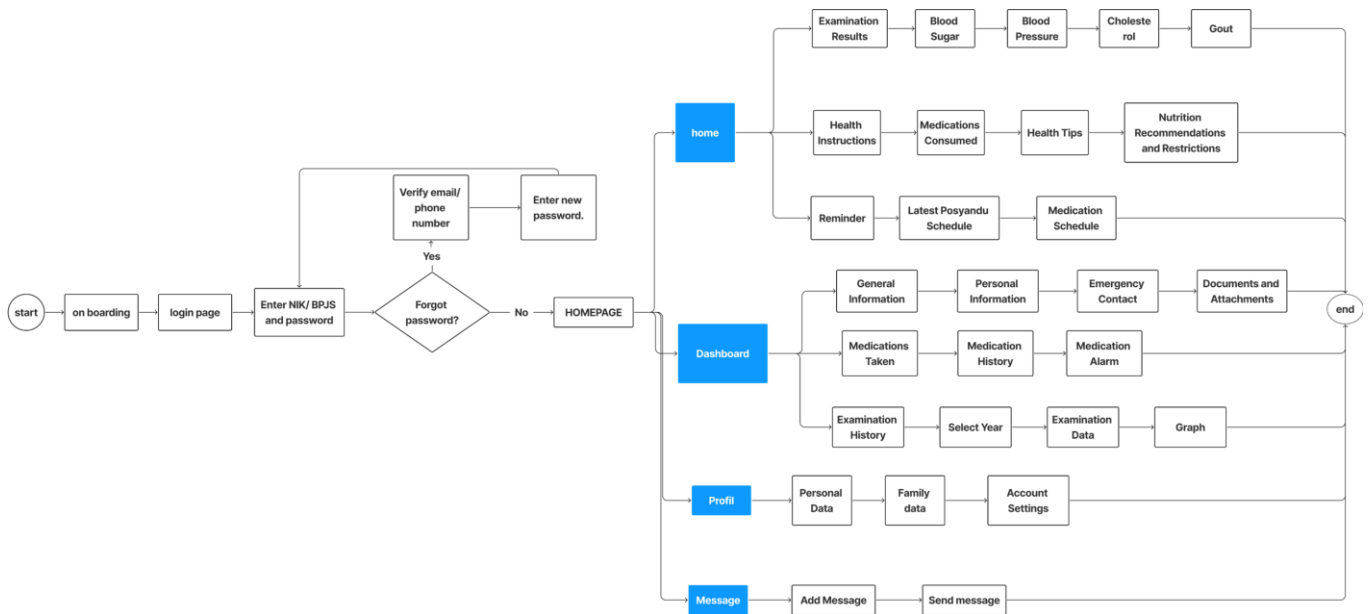 start
on boarding
login page
Enter NIK/ BPJS
and password
Forgot
password?
Yes
Verify email/
phone
number
Enter new
password.
No
HOMEPAGE
home
Examination
Results
Blood
Sugar
Blood
Pressure
Choleste
rol
Gout
Health
Instructions
Medications
Consumed
Health Tips
Nutrition
Recommendations
and Restrictions
Reminder
Latest Posyandu
Schedule
Medication
Schedule
Dashboard
General
Information
Personal
Information
Emergency
Contact
Documents and
Attachments
Medications
Taken
Medication
History
Medication
Alarm
Examination
History
Select Year
Examination
Data
Graph
Profil
Personal
Data
Family
data
Account
Settings
Message
Add Message
Send message
end